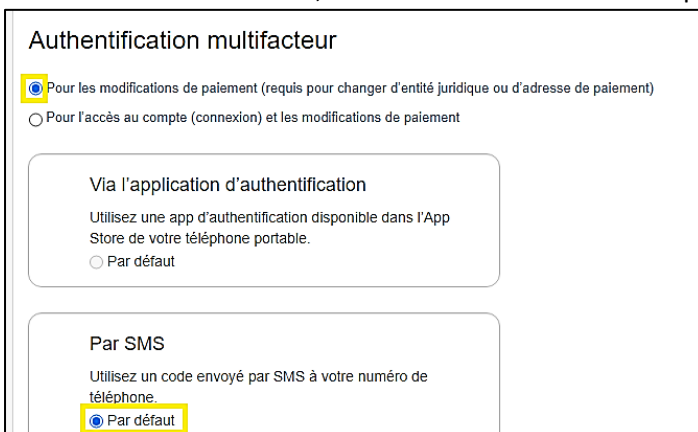 Authentification multifacteur
Pour les modifications de paiement (requis pour changer d'entité juridique ou d'adresse de paiement)
Pour l'accès au compte (connexion) et les modifications de paiement
Via l'application d'authentification
Utilisez une app d'authentification disponible dans l'App
Store de votre téléphone portable.
Par défaut
Par SMS
Utilisez un code envoyé par SMS à votre numéro de
téléphone.
Par défaut